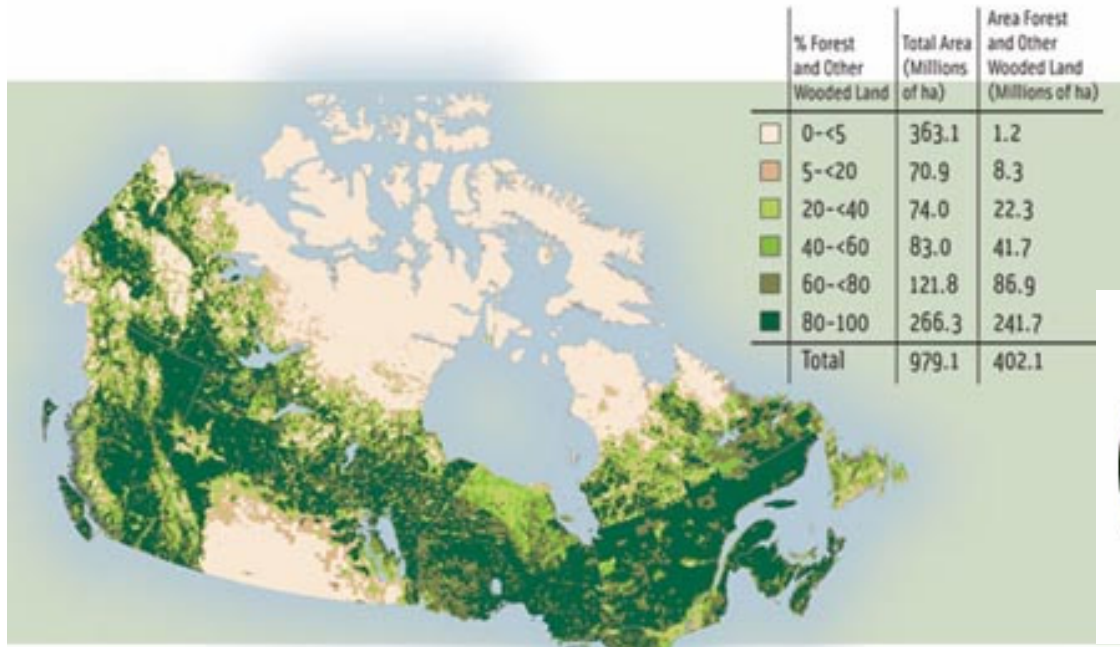 % Forest and Other Wooded Land | Total Area (Millions of ha) | Area Forest and Other Wooded Land (Millions of ha)
0-<5 363.1 1.2
5-<20 70.9 8.3
20-<40 74.0 22.3
40-<60 83.0 41.7
60-<80 121.8 86.9
80-100 266.3 241.7
Total 979.1 402.1